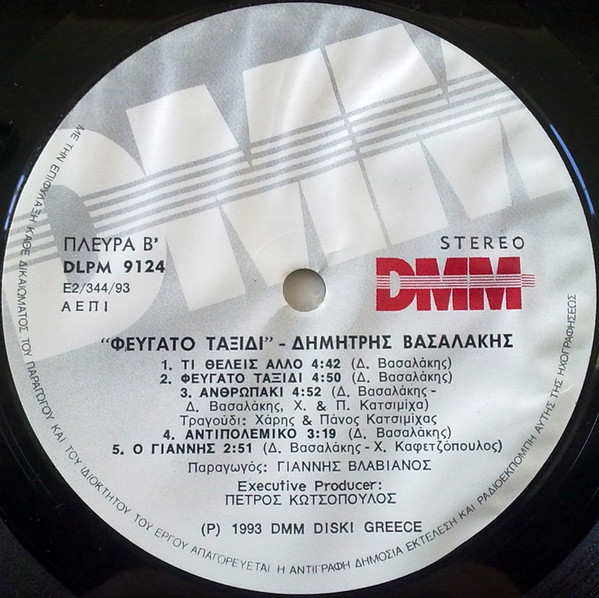 DMM
ΠΛΕΥΡΑ Β'
DLPM 9124
Ε2/344/93
ΑΕΠΙ
STEREO
DMM
"ΦΕΥΓΑΤΟ ΤΑΞΙΔΙ" - ΔΗΜΗΤΡΗΣ ΒΑΣΑΛΑΚΗΣ
1. ΤΙ ΘΕΛΕΙΣ ΑΛΛΟ 4:42 (Δ. Βασαλάκης)
2. ΦΕΥΓΑΤΟ ΤΑΞΙΔΙ 4:50 (Δ. Βασαλάκης)
3. ΑΝΘΡΩΠΑΚΙ 4:52 (Δ. Βασαλάκης -
Δ. Βασαλάκης, Χ. & Π. Κατσιμίχα)
Τραγούδι: Χάρης & Πάνος Κατσιμίχας
4. ΑΝΤΙΠΟΛΕΜΙΚΟ 3:19 (Δ. Βασαλάκης)
5. Ο ΓΙΑΝΝΗΣ 2:51 (Δ. Βασαλάκης - Χ. Καφετζόπουλος)
Παραγωγός: ΓΙΑΝΝΗΣ ΒΛΑΒΙΑΝΟΣ
Executive Producer:
ΠΕΤΡΟΣ ΚΩΤΣΟΠΟΥΛΟΣ
(P) 1993 DMM DISKI GREECE
ΜΕ ΤΗΝ ΕΠΙΦΥΛΑΞΗ ΚΑΘΕ ΔΙΚΑΙΩΜΑΤΟΣ ΤΟΥ ΠΑΡΑΓΩΓΟΥ ΚΑΙ ΤΟΥ ΙΔΙΟΚΤΗΤΟΥ ΤΟΥ ΕΡΓΟΥ ΑΠΑΓΟΡΕΥΕΤΑΙ Η ΑΝΤΙΓΡΑΦΗ ΔΗΜΟΣΙΑ ΕΚΤΕΛΕΣΗ ΚΑΙ ΡΑΔΙΟΕΚΠΟΜΠΗ ΑΥΤΗΣ ΤΗΣ ΗΧΟΓΡΑΦΗΣΕΩΣ